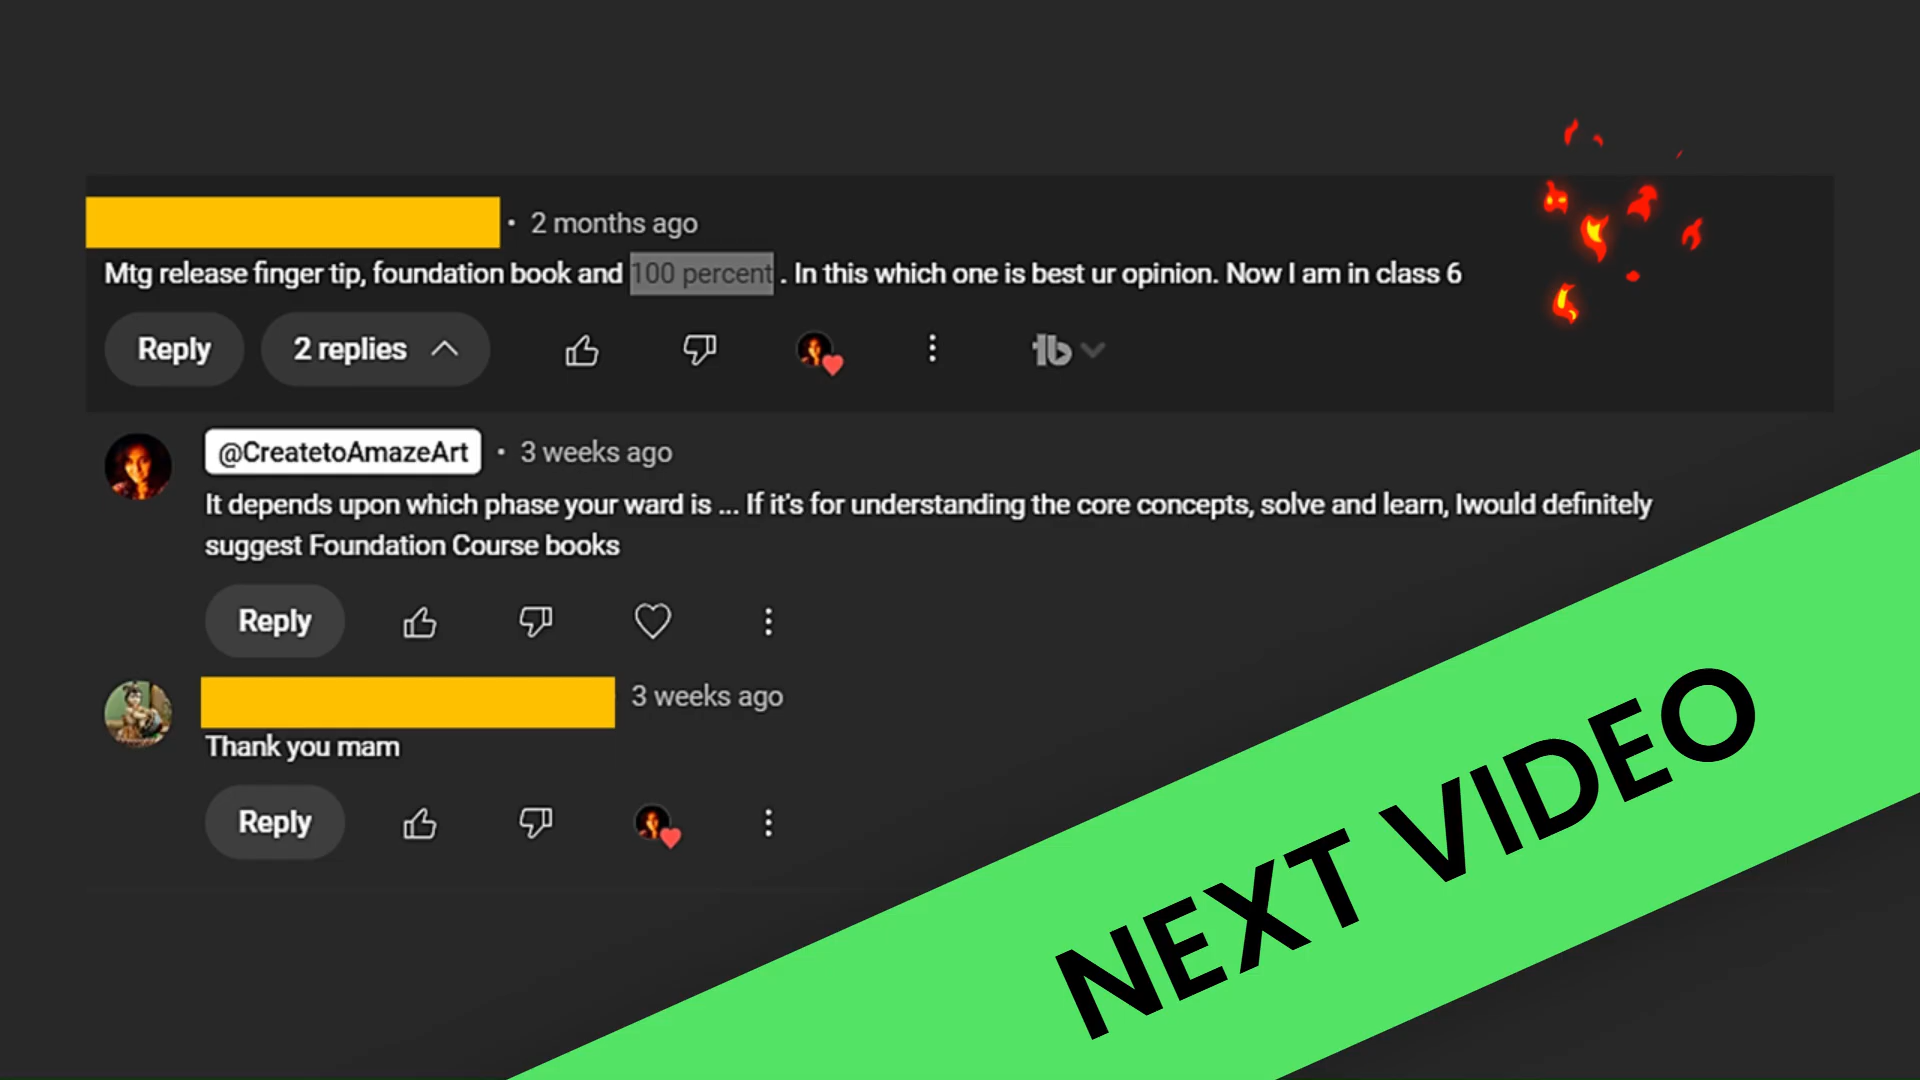 • 2 months ago
Mtg release finger tip, foundation book and 100 percent . In this which one is best ur opinion. Now I am in class 6
Reply 2 replies
@CreatetoAmazeArt • 3 weeks ago
It depends upon which phase your ward is ... If it's for understanding the core concepts, solve and learn, Iwould definitely
suggest Foundation Course books
Reply
3 weeks ago
Thank you mam
Reply
NEXT VIDEO